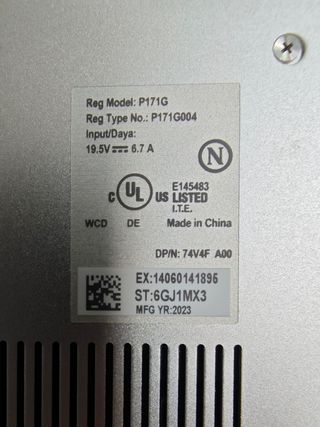 Reg Model: P171G
Reg Type No.: P171G004
Input/Daya:
19.5V⎓ 6.7 A
N
C UL US LISTED
E145483
I.T.E.
WCD DE Made in China
DP/N: 74V4F A00
EX:14060141895
ST:6GJ1MX3
MFG YR:2023